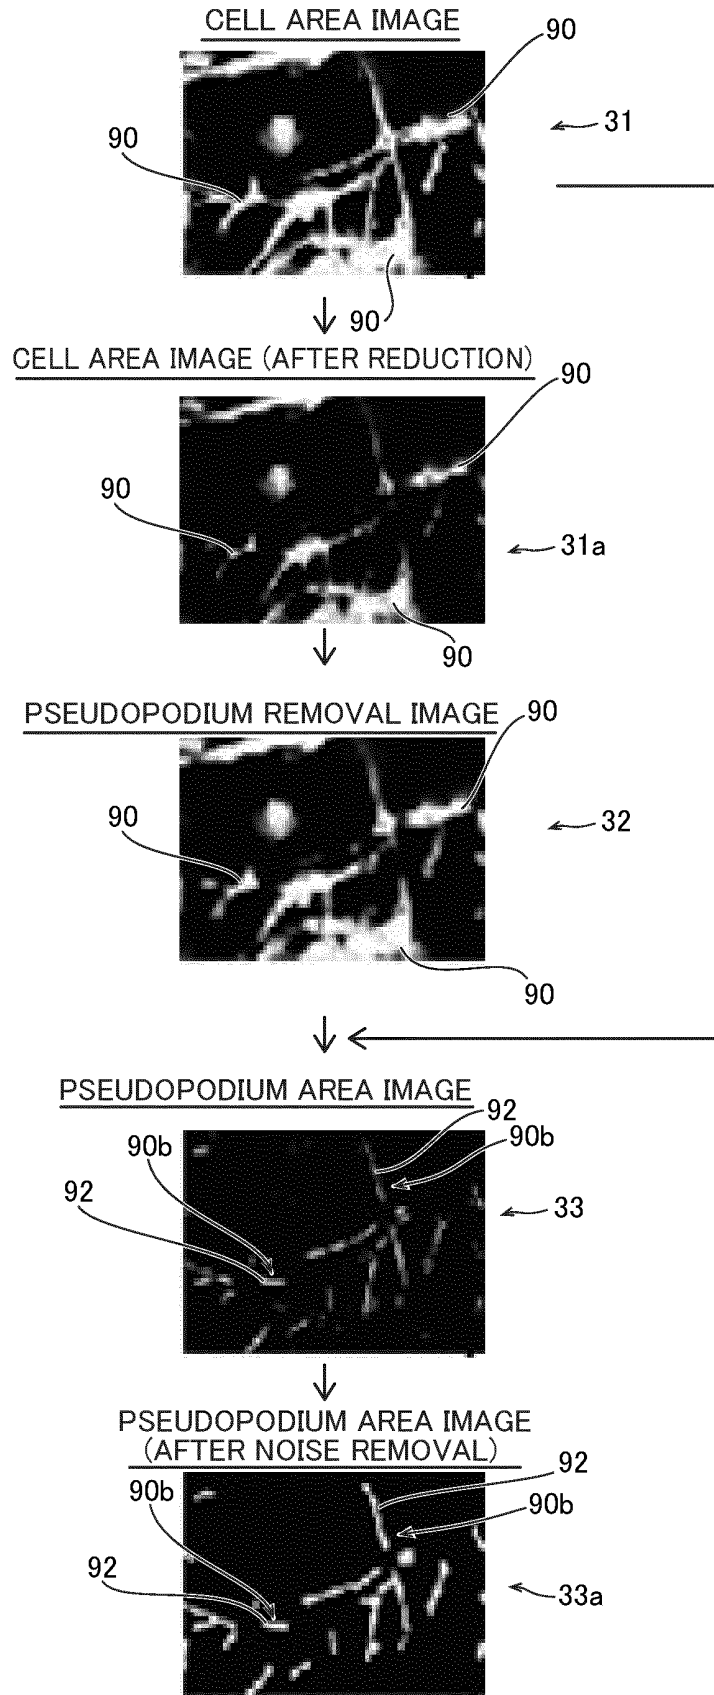 CELL AREA IMAGE
90
31
90
90
CELL AREA IMAGE (AFTER REDUCTION)
90
90
31a
90
PSEUDOPODIUM REMOVAL IMAGE
90
90
32
90
PSEUDOPODIUM AREA IMAGE
92
90b
90b
92
33
PSEUDOPODIUM AREA IMAGE
(AFTER NOISE REMOVAL)
92
90b
90b
92
33a